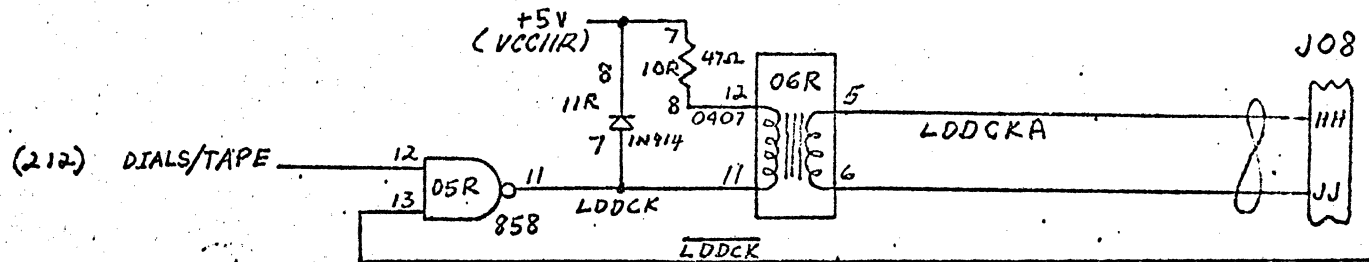 +5V
(VCC11R)
7
10R
47Ω
8
8
11R
7
1N914
12
0407
11
06R
5
6
LDDCKA
J08
HH
JJ
(212) DIALS/TAPE
12
13
05R
11
858
LDDCK
LDDCK